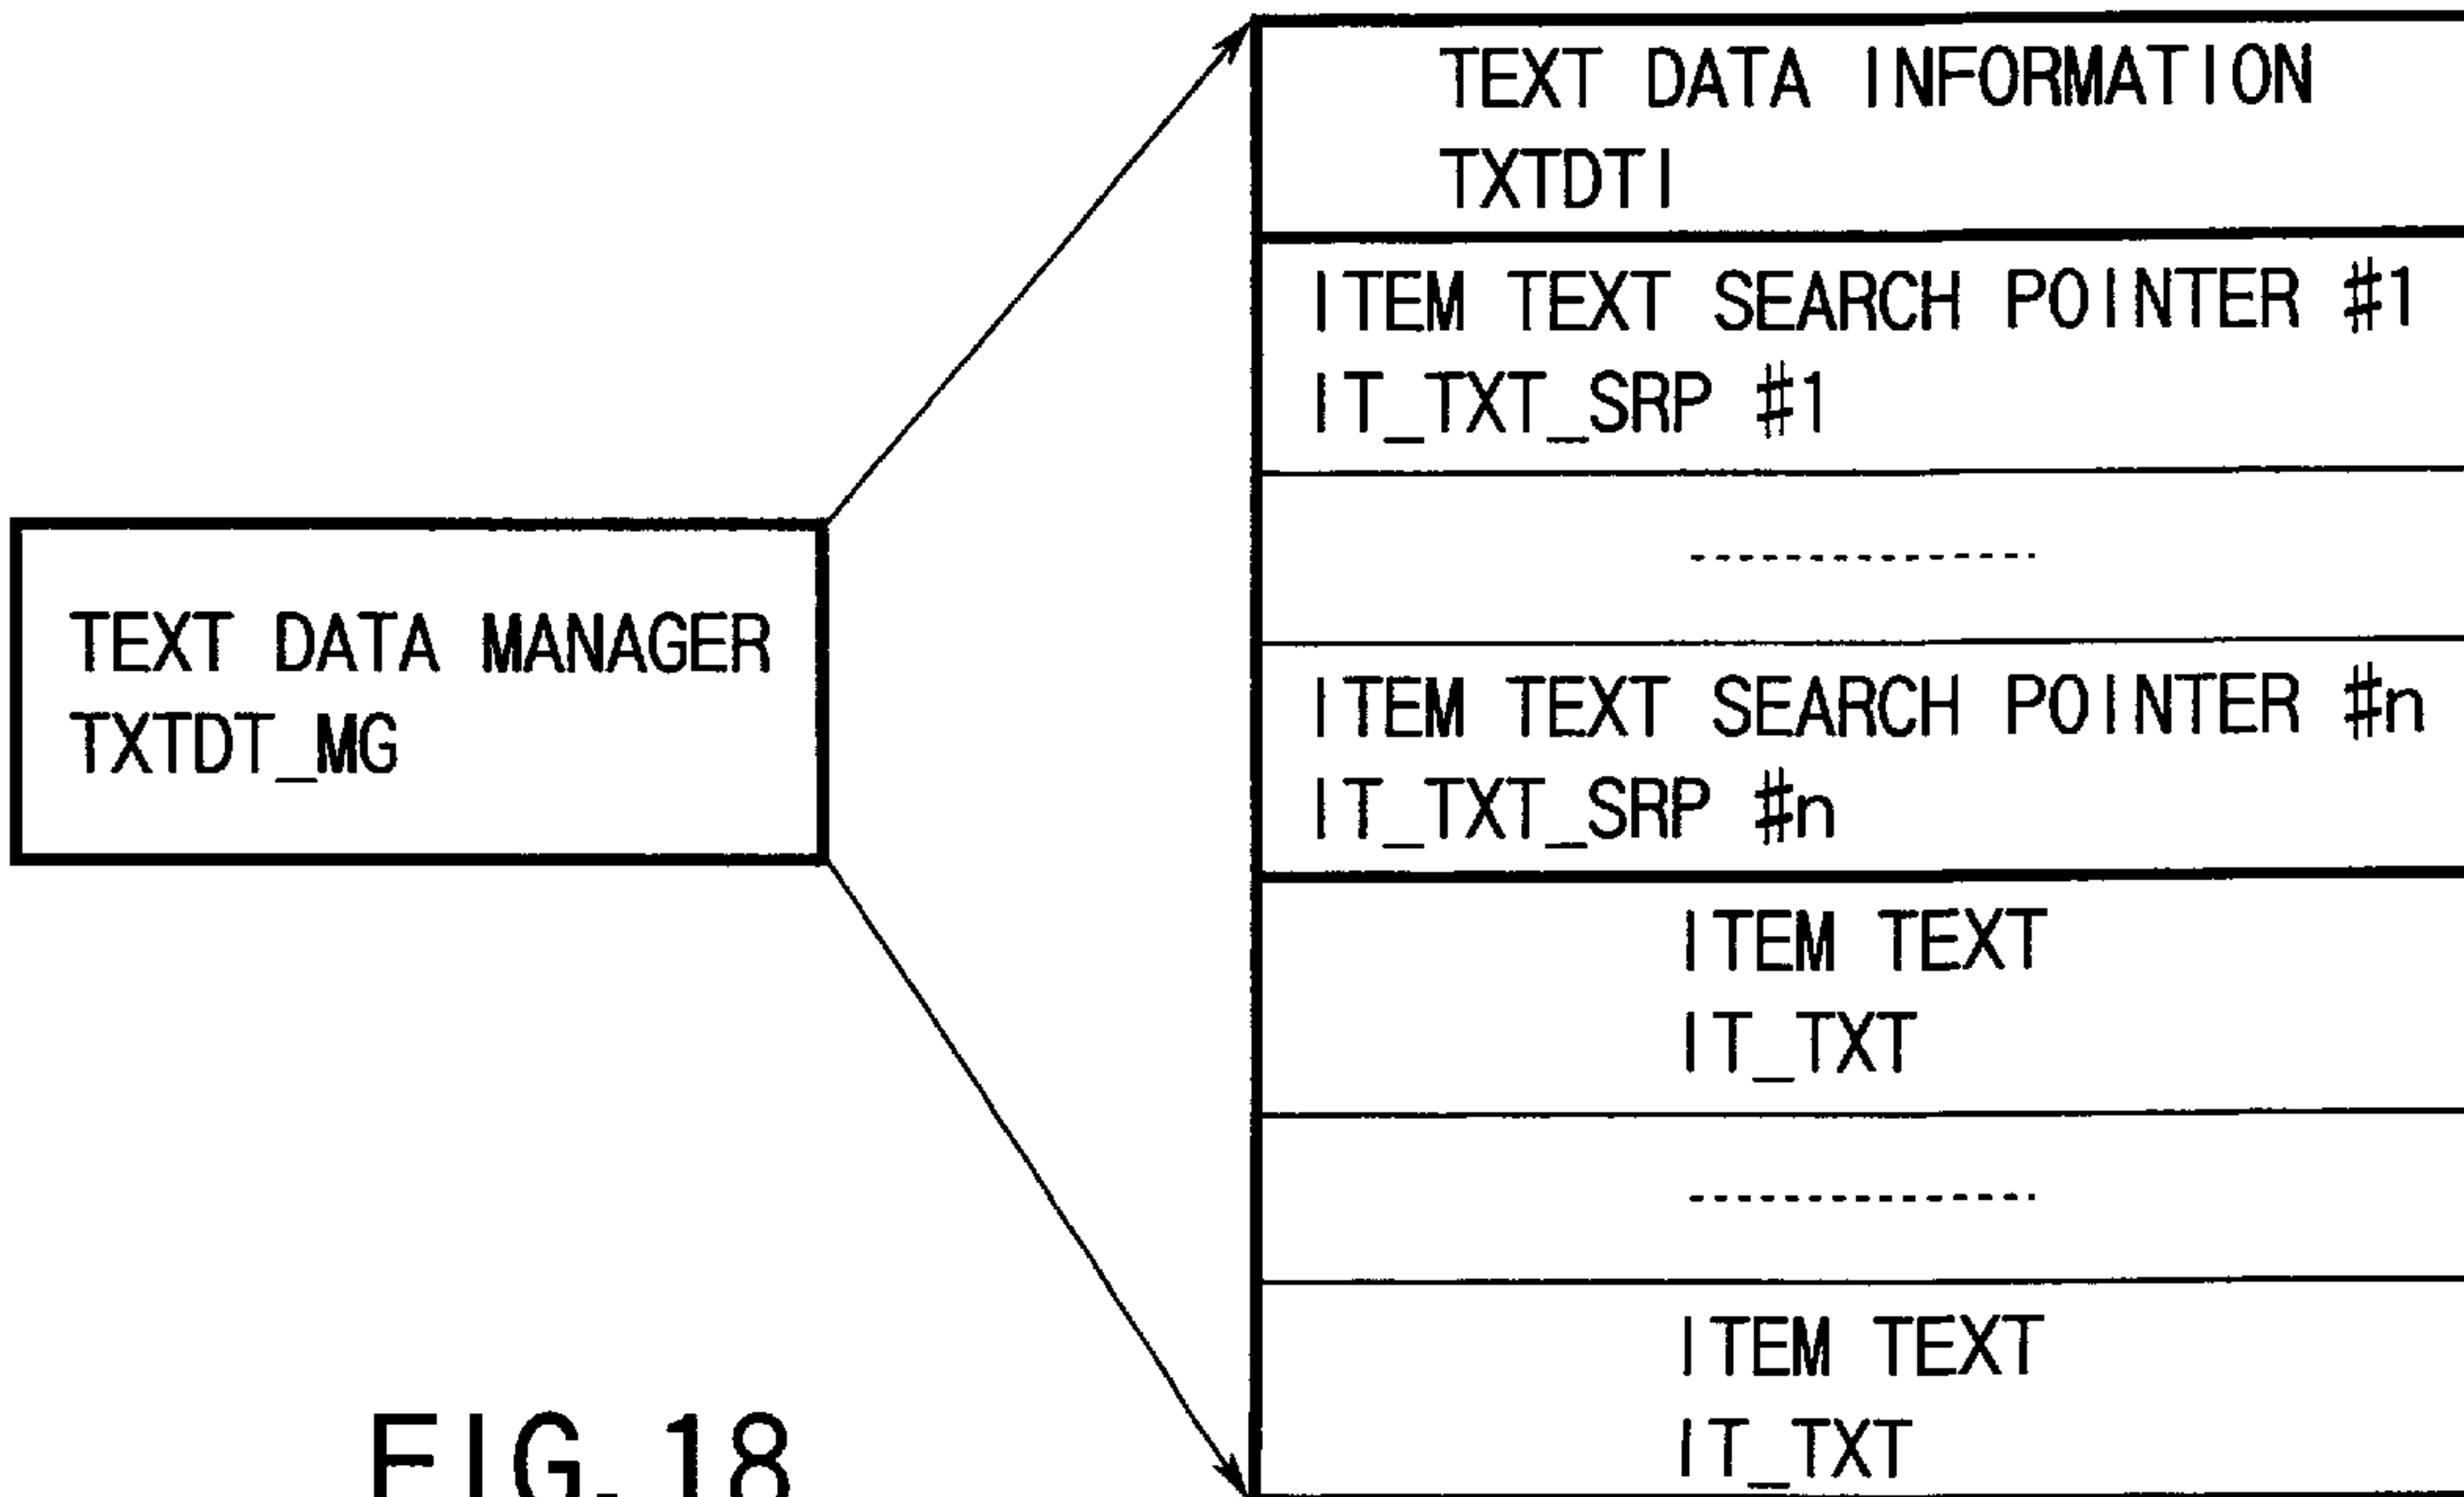 TEXT DATA MANAGER
TXTDT_MG
TEXT DATA INFORMATION
TXTDTI
ITEM TEXT SEARCH POINTER #1
IT_TXT_SRP #1
---------------
ITEM TEXT SEARCH POINTER #n
IT_TXT_SRP #n
ITEM TEXT
IT_TXT
---------------
ITEM TEXT
IT_TXT
FIG. 18